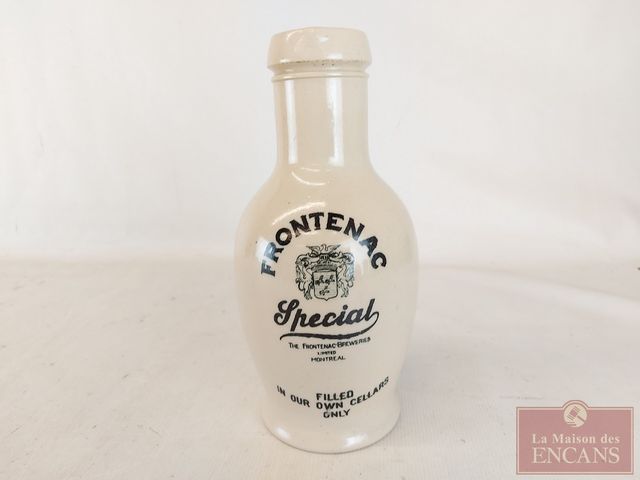 FRONTENAC
Special
THE FRONTENAC BREWERIES
LIMITED
MONTREAL
FILLED
IN OUR OWN CELLARS
ONLY
La Maison des
ENCANS